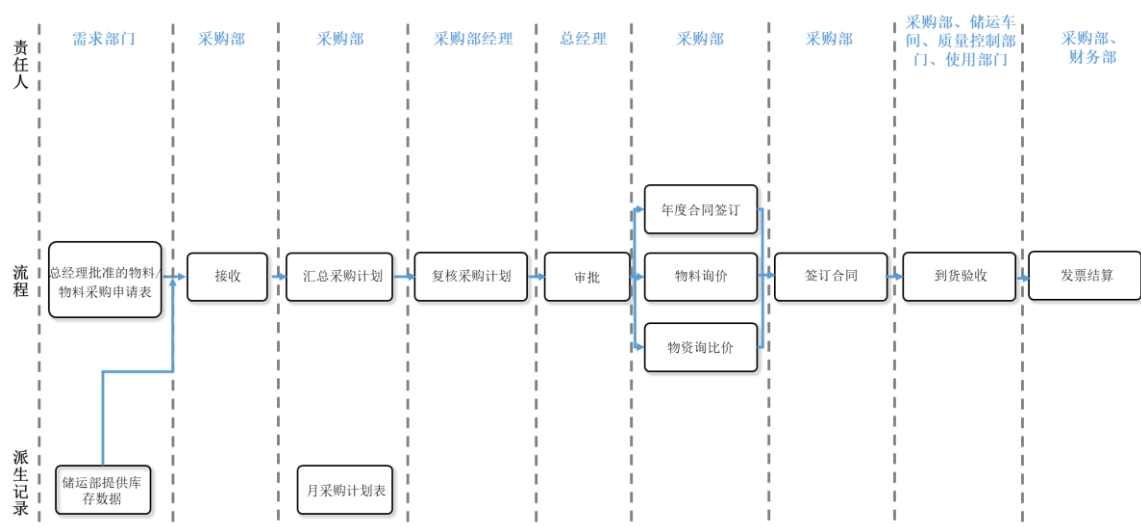 责任人
需求部门
采购部
采购部
采购部经理
总经理
采购部
采购部
采购部、储运车
间、质量控制部
门、使用部门
采购部、
财务部
流程
总经理批准的物料/
物料采购申请表
接收
汇总采购计划
复核采购计划
审批
年度合同签订
物料询价
物资询比价
签订合同
到货验收
发票结算
派生记录
储运部提供库
存数据
月采购计划表